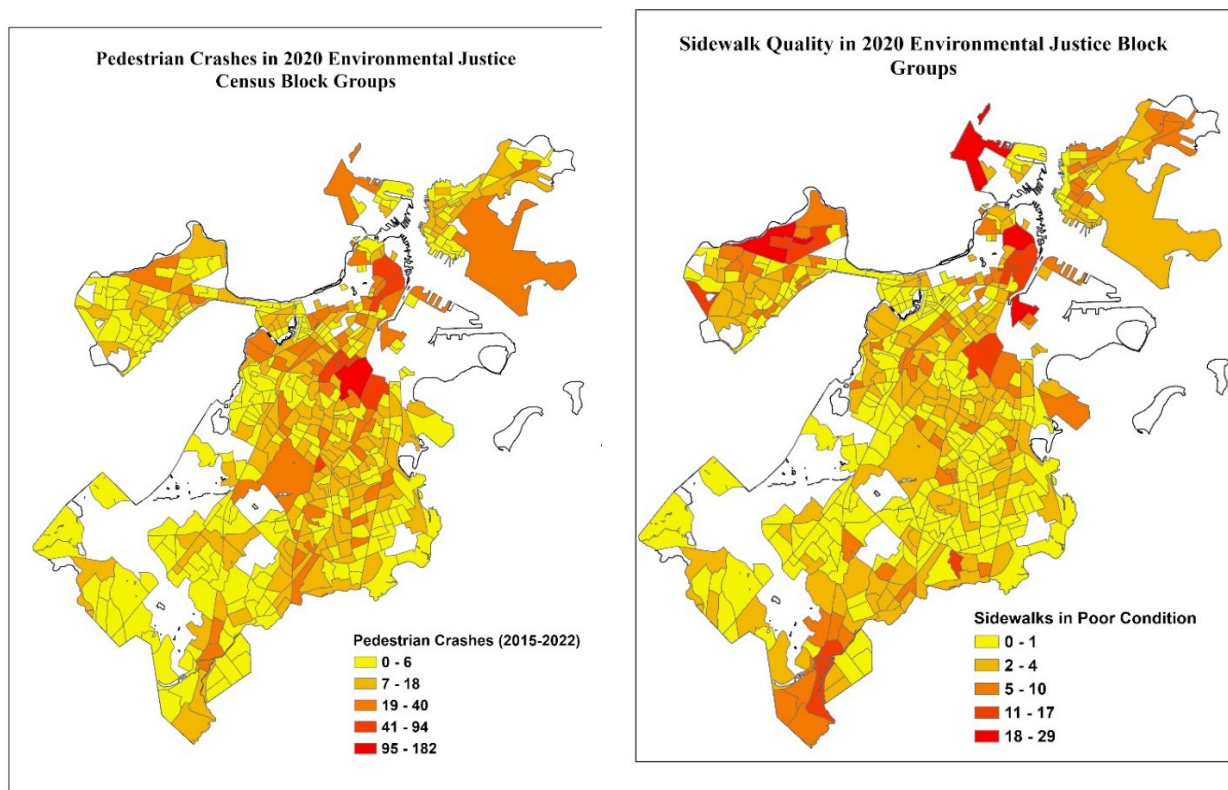 Pedestrian Crashes in 2020 Environmental Justice
Census Block Groups
Pedestrian Crashes (2015-2022)
0 - 6
7 - 18
19 - 40
41 - 94
95 - 182
Sidewalk Quality in 2020 Environmental Justice Block
Groups
Sidewalks in Poor Condition
0 - 1
2 - 4
5 - 10
11 - 17
18 - 29